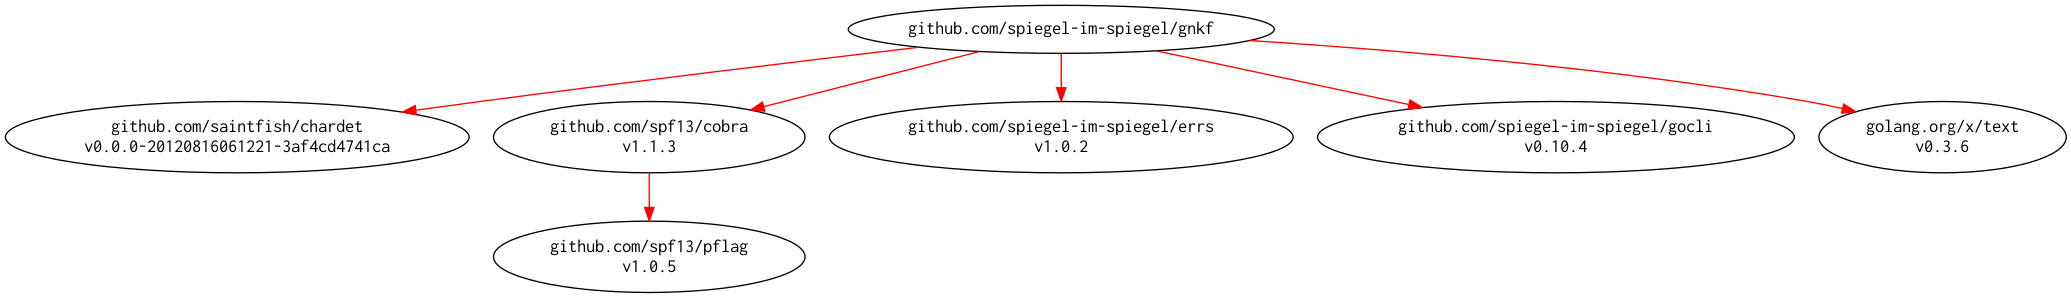 github.com/spiegel-im-spiegel/gnkf
github.com/saintfish/chardet
v0.0.0-20120816061221-3af4cd4741ca
github.com/spf13/cobra
v1.1.3
github.com/spiegel-im-spiegel/errs
v1.0.2
github.com/spiegel-im-spiegel/gocli
v0.10.4
golang.org/x/text
v0.3.6
github.com/spf13/pflag
v1.0.5